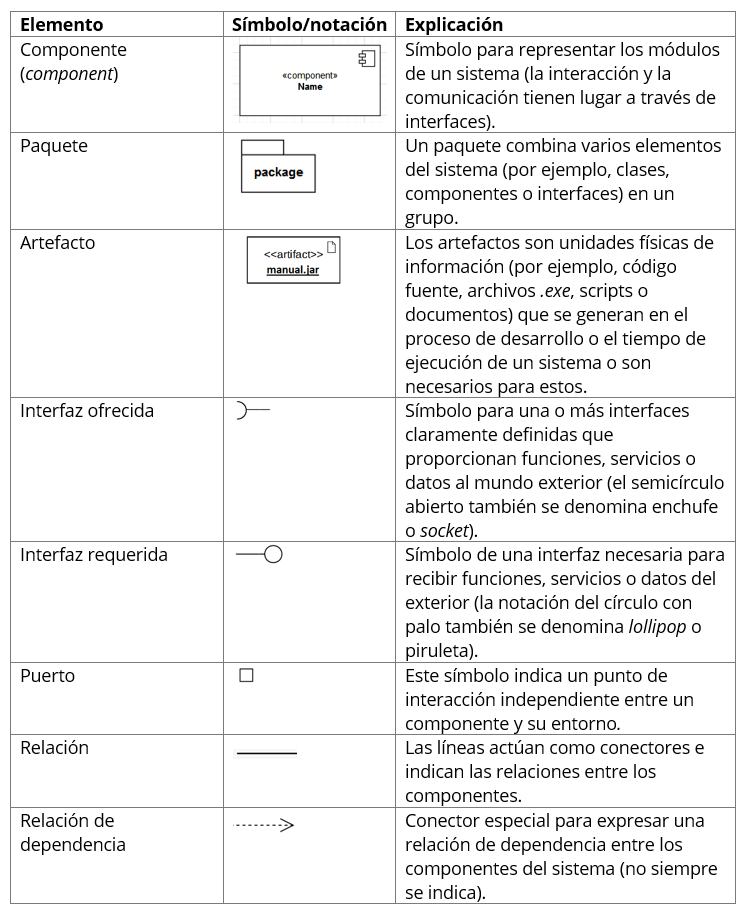 Elemento Símbolo/notación Explicación
Componente
(component)
«component»
Name
Símbolo para representar los módulos
de un sistema (la interacción y la
comunicación tienen lugar a través de
interfaces).
Paquete
package
Un paquete combina varios elementos
del sistema (por ejemplo, clases,
componentes o interfaces) en un
grupo.
Artefacto
<<artifact>>
manual.jar
Los artefactos son unidades físicas de
información (por ejemplo, código
fuente, archivos .exe, scripts o
documentos) que se generan en el
proceso de desarrollo o el tiempo de
ejecución de un sistema o son
necesarios para estos.
Interfaz ofrecida
Símbolo para una o más interfaces
claramente definidas que
proporcionan funciones, servicios o
datos al mundo exterior (el semicírculo
abierto también se denomina enchufe
o socket).
Interfaz requerida
Símbolo de una interfaz necesaria para
recibir funciones, servicios o datos del
exterior (la notación del círculo con
palo también se denomina lollipop o
piruleta).
Puerto
Este símbolo indica un punto de
interacción independiente entre un
componente y su entorno.
Relación
Las líneas actúan como conectores e
indican las relaciones entre los
componentes.
Relación de
dependencia
Conector especial para expresar una
relación de dependencia entre los
componentes del sistema (no siempre
se indica).